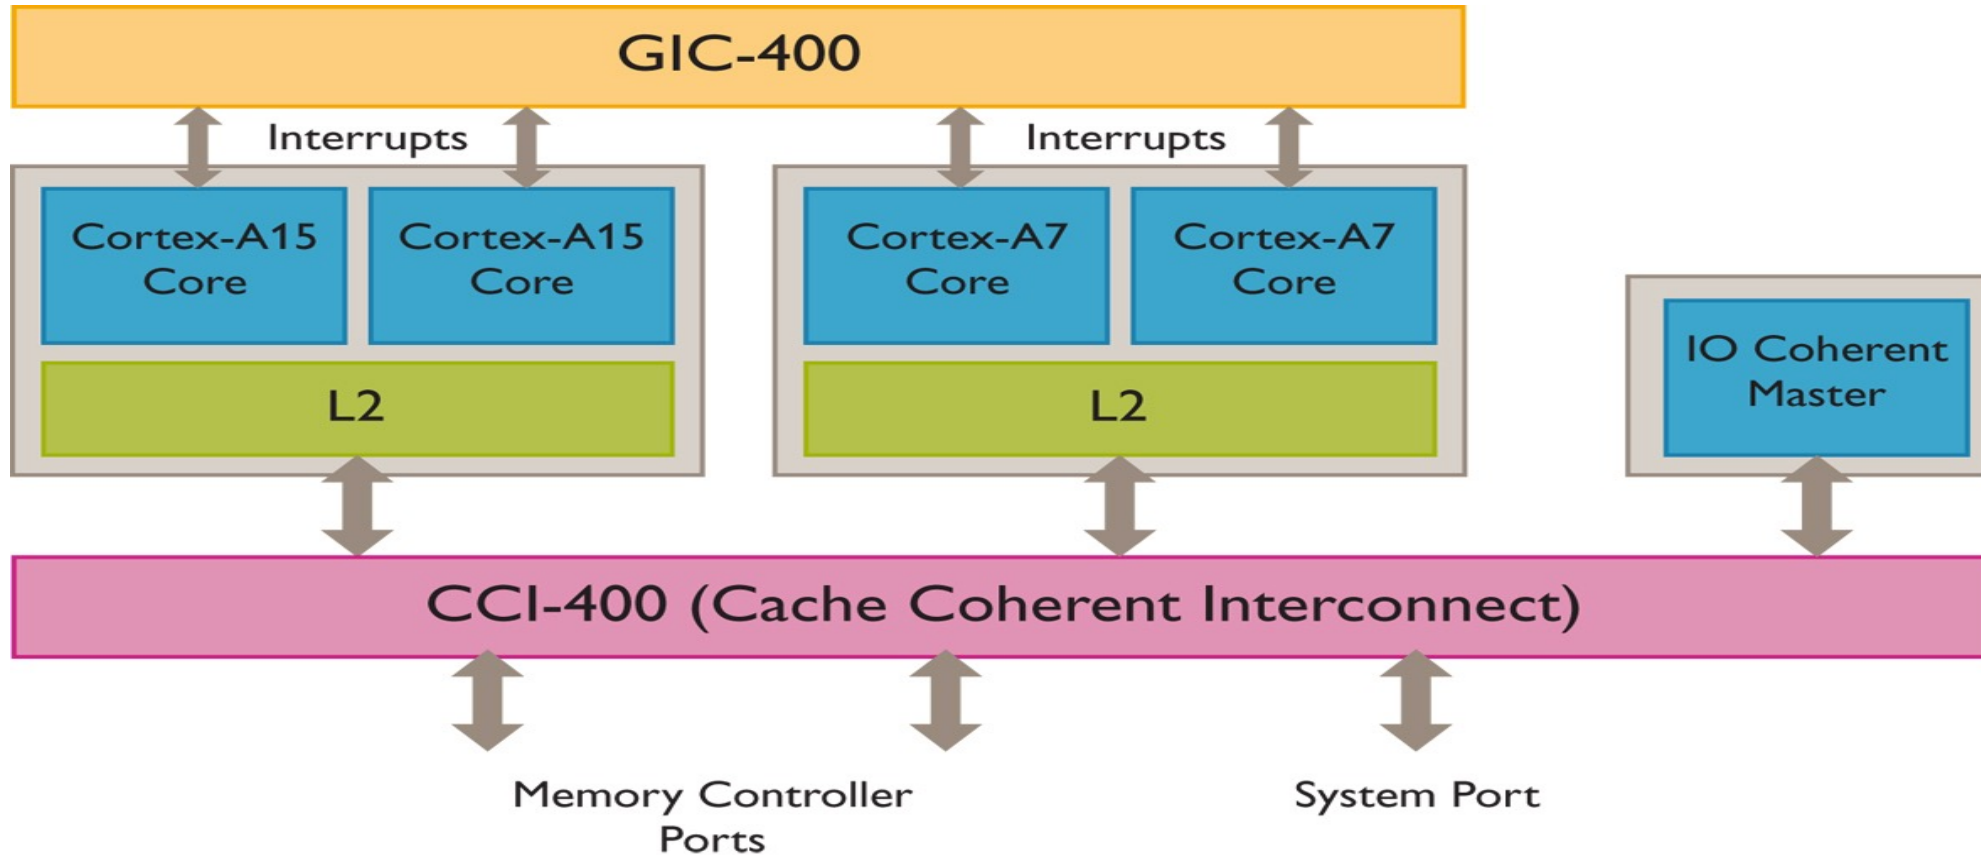 GIC-400
Interrupts
Interrupts
Cortex-A15
Core
Cortex-A15
Core
Cortex-A7
Core
Cortex-A7
Core
L2
L2
IO Coherent
Master
CCI-400 (Cache Coherent Interconnect)
Memory Controller
Ports
System Port